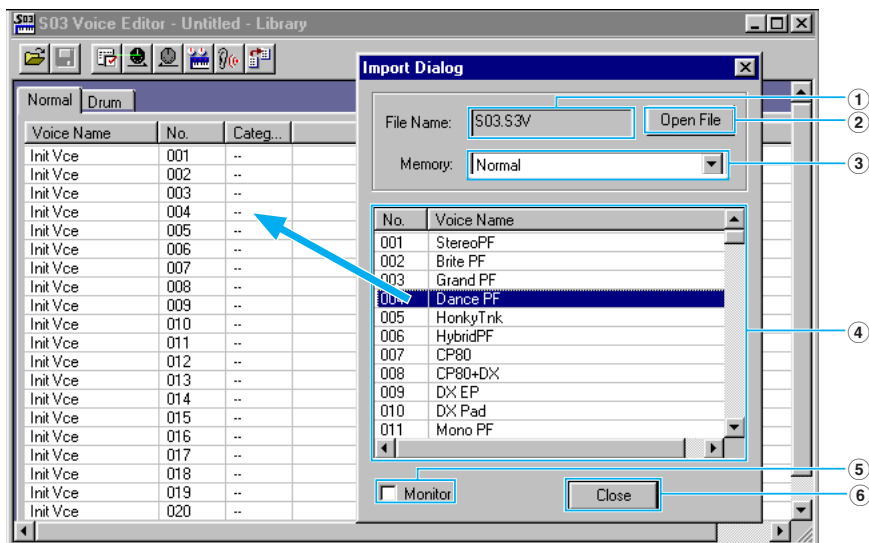 S03 Voice Editor - Untitled - Library
Normal
Drum
Voice Name No. Categ...
Init Vce 001 --
Init Vce 002 --
Init Vce 003 --
Init Vce 004 --
Init Vce 005 --
Init Vce 006 --
Init Vce 007 --
Init Vce 008 --
Init Vce 009 --
Init Vce 010 --
Init Vce 011 --
Init Vce 012 --
Init Vce 013 --
Init Vce 014 --
Init Vce 015 --
Init Vce 016 --
Init Vce 017 --
Init Vce 018 --
Init Vce 019 --
Init Vce 020 --
Import Dialog
File Name: S03.S3V Open File
Memory: Normal
No. Voice Name
001 StereoPF
002 Brite PF
003 Grand PF
004 Dance PF
005 HonkyTnk
006 HybridPF
007 CP80
008 CP80+DX
009 DX EP
010 DX Pad
011 Mono PF
Monitor
Close
1
2
3
4
5
6